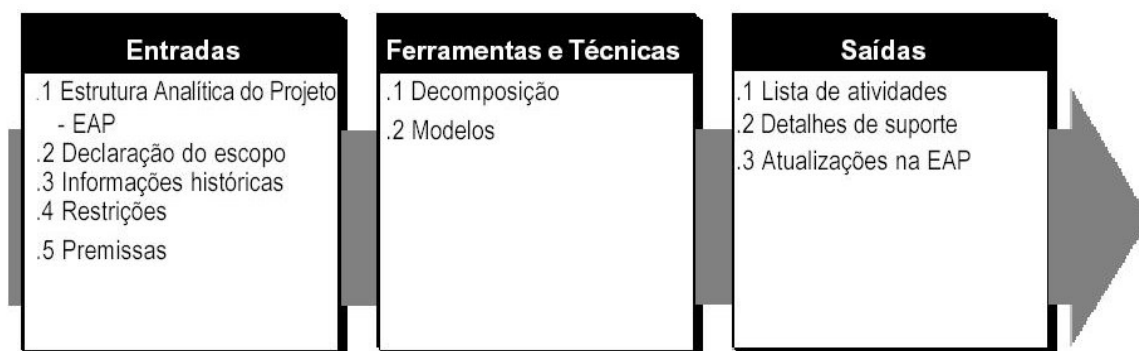 Entradas
.1 Estrutura Analítica do Projeto
- EAP
.2 Declaração do escopo
.3 Informações históricas
.4 Restrições
.5 Premissas
Ferramentas e Técnicas
.1 Decomposição
.2 Modelos
Saídas
.1 Lista de atividades
.2 Detalhes de suporte
.3 Atualizações na EAP